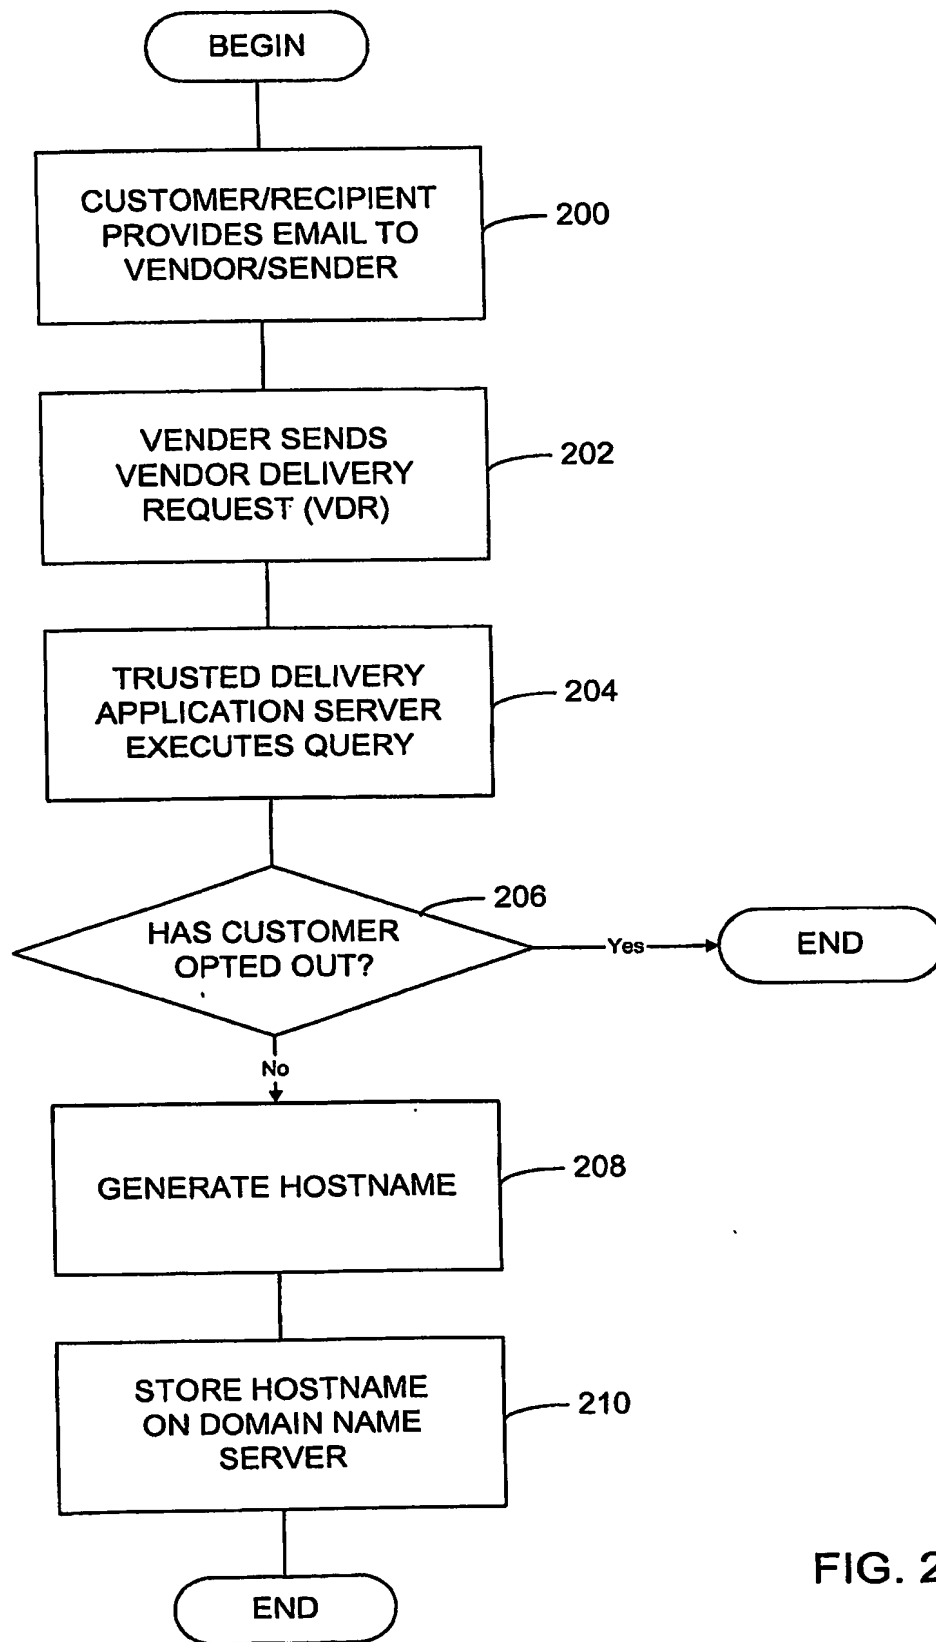 BEGIN
CUSTOMER/RECIPIENT
PROVIDES EMAIL TO
VENDOR/SENDER
200
VENDER SENDS
VENDOR DELIVERY
REQUEST (VDR)
202
TRUSTED DELIVERY
APPLICATION SERVER
EXECUTES QUERY
204
HAS CUSTOMER
OPTED OUT?
206
Yes
END
No
GENERATE HOSTNAME
208
STORE HOSTNAME
ON DOMAIN NAME
SERVER
210
END
FIG. 2